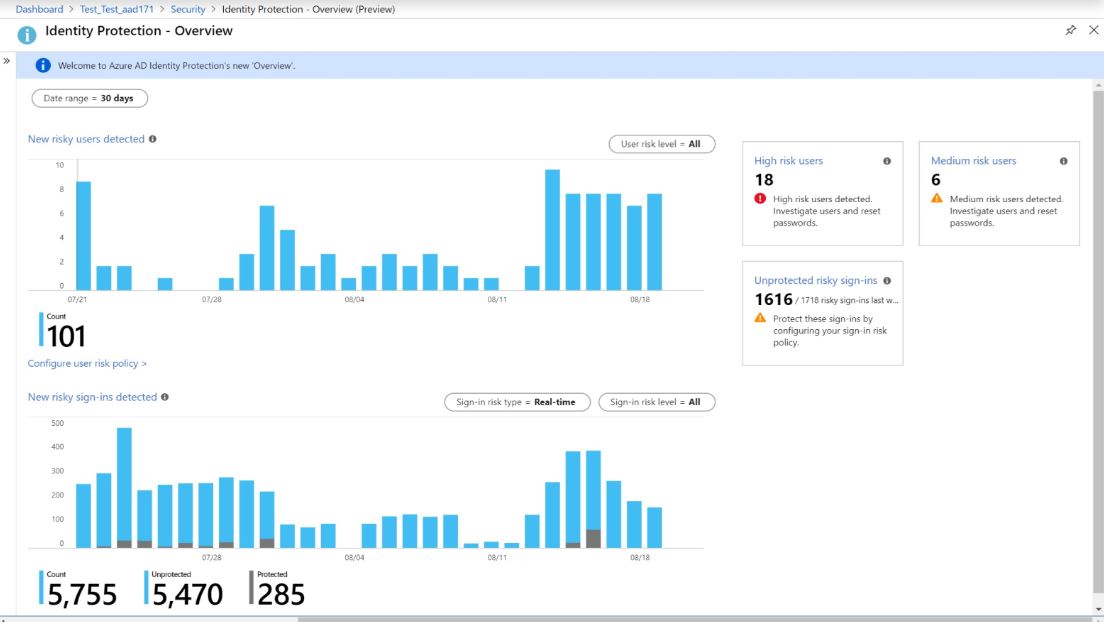 Dashboard > Test_Test_aad171 > Security > Identity Protection - Overview (Preview)
Identity Protection - Overview
Welcome to Azure AD Identity Protection's new 'Overview'.
Date range = 30 days
New risky users detected
User risk level = All
10
8
6
4
2
0
07/21 07/28 08/04 08/11 08/18
Count
101
Configure user risk policy >
High risk users
18
High risk users detected.
Investigate users and reset
passwords.
Medium risk users
6
Medium risk users detected.
Investigate users and reset
passwords.
Unprotected risky sign-ins
1616 / 1718 risky sign-ins last w...
Protect these sign-ins by
configuring your sign-in risk
policy.
New risky sign-ins detected
Sign-in risk type = Real-time
Sign-in risk level = All
500
400
300
200
100
0
07/28 08/04 08/11 08/18
Count
5,755
Unprotected
5,470
Protected
285